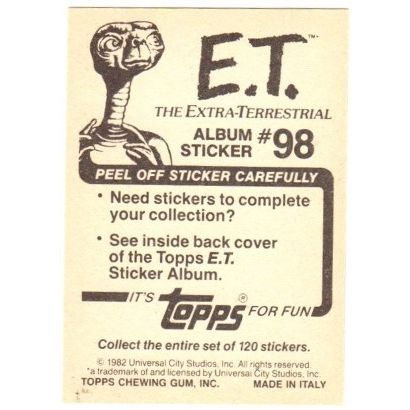 E.T.™
THE EXTRA-TERRESTRIAL
ALBUM STICKER #98
PEEL OFF STICKER CAREFULLY
• Need stickers to complete
your collection?
• See inside back cover
of the Topps E.T.
Sticker Album.
IT'S topps® FOR FUN
Collect the entire set of 120 stickers.
© 1982 Universal City Studios, Inc. All rights reserved
*a trademark of and licensed by Universal City Studios, Inc.
TOPPS CHEWING GUM, INC. MADE IN ITALY